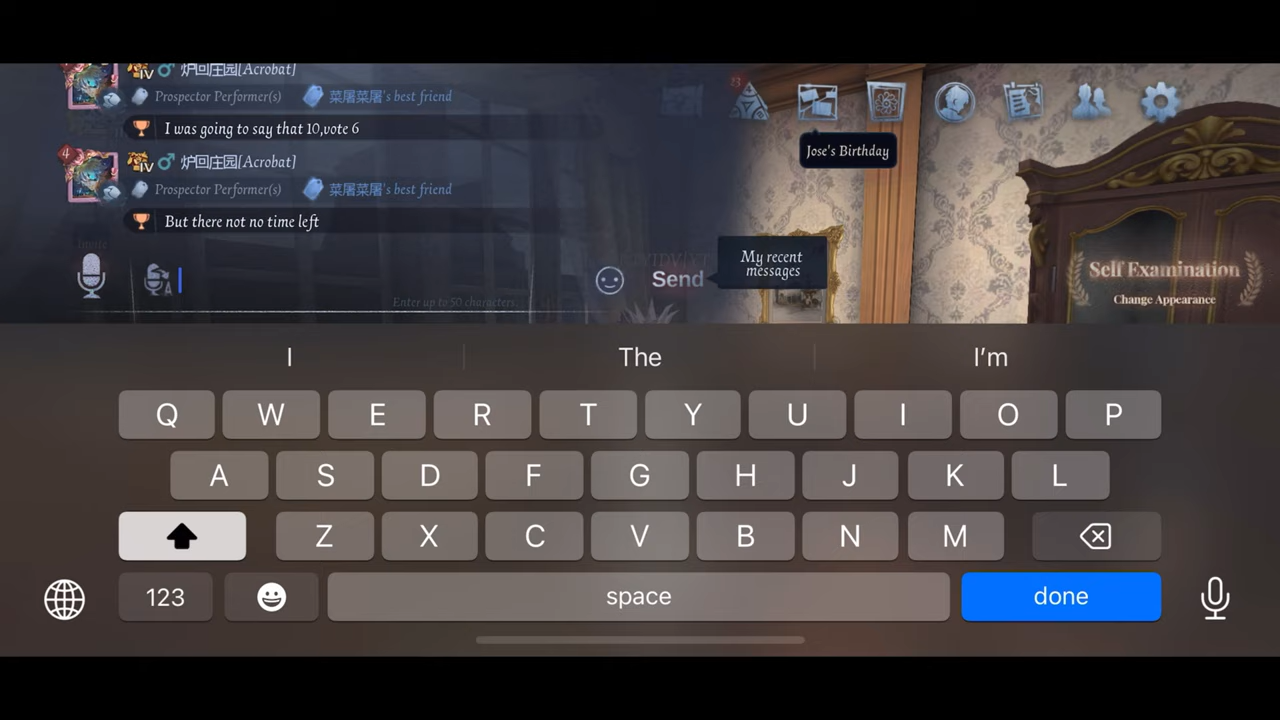 炉回庄园[Acrobat]
IV
Prospector Performer(s) 菜屠菜屠's best friend
I was going to say that 10,vote 6
4
IV
炉回庄园[Acrobat]
Prospector Performer(s) 菜屠菜屠's best friend
But there not no time left
A
Enter up to 50 characters
Send
My recent
messages
Jose's Birthday
Self Examination
Change Appearance
I The I'm
Q W E R T Y U I O P
A S D F G H J K L
Z X C V B N M
123 space done